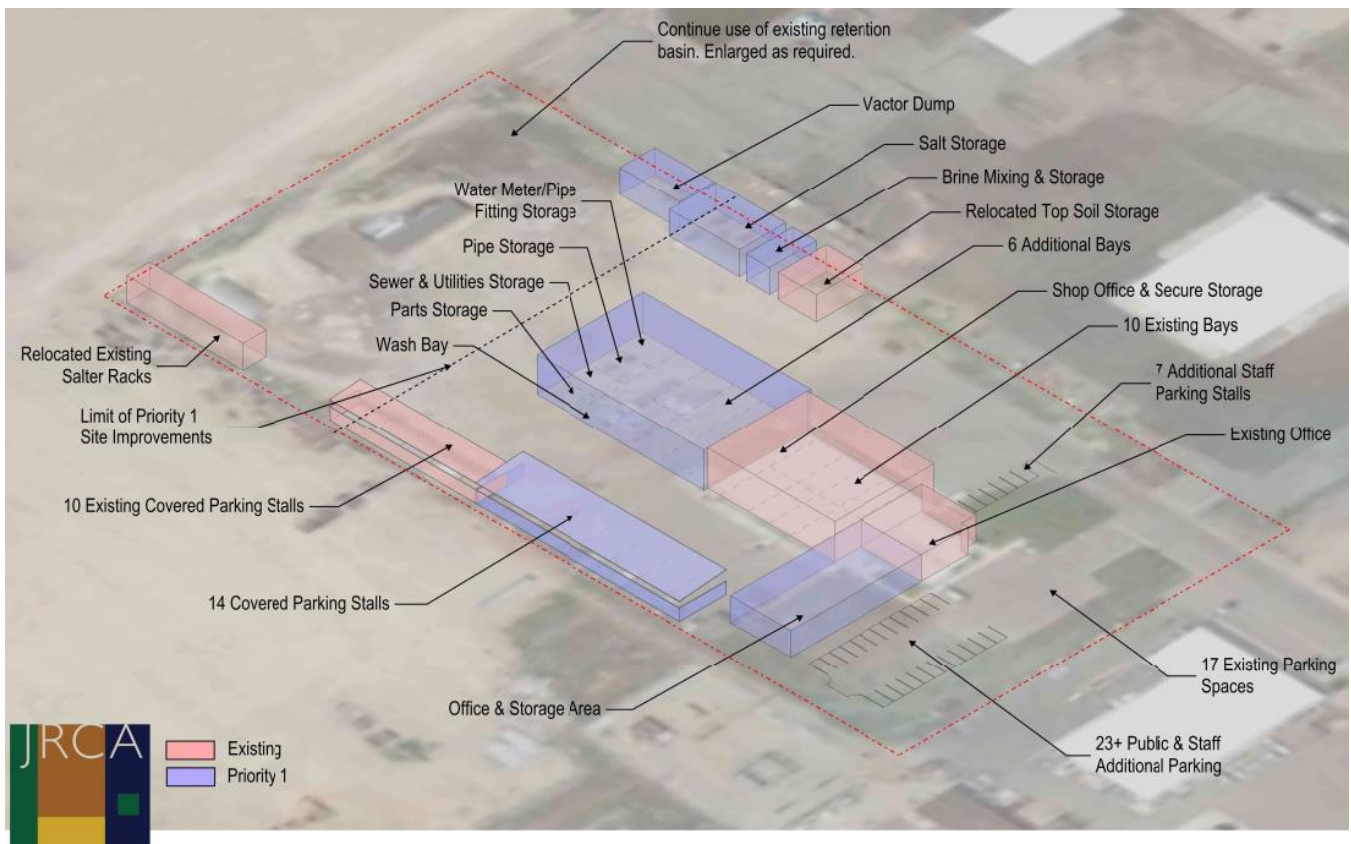 Continue use of existing retention
basin. Enlarged as required.
Vactor Dump
Salt Storage
Brine Mixing & Storage
Relocated Top Soil Storage
6 Additional Bays
Shop Office & Secure Storage
10 Existing Bays
7 Additional Staff
Parking Stalls
Existing Office
Water Meter/Pipe
Fitting Storage
Pipe Storage
Sewer & Utilities Storage
Parts Storage
Wash Bay
Relocated Existing
Salter Racks
Limit of Priority 1
Site Improvements
10 Existing Covered Parking Stalls
14 Covered Parking Stalls
Office & Storage Area
17 Existing Parking
Spaces
23+ Public & Staff
Additional Parking
JRCA
Existing
Priority 1